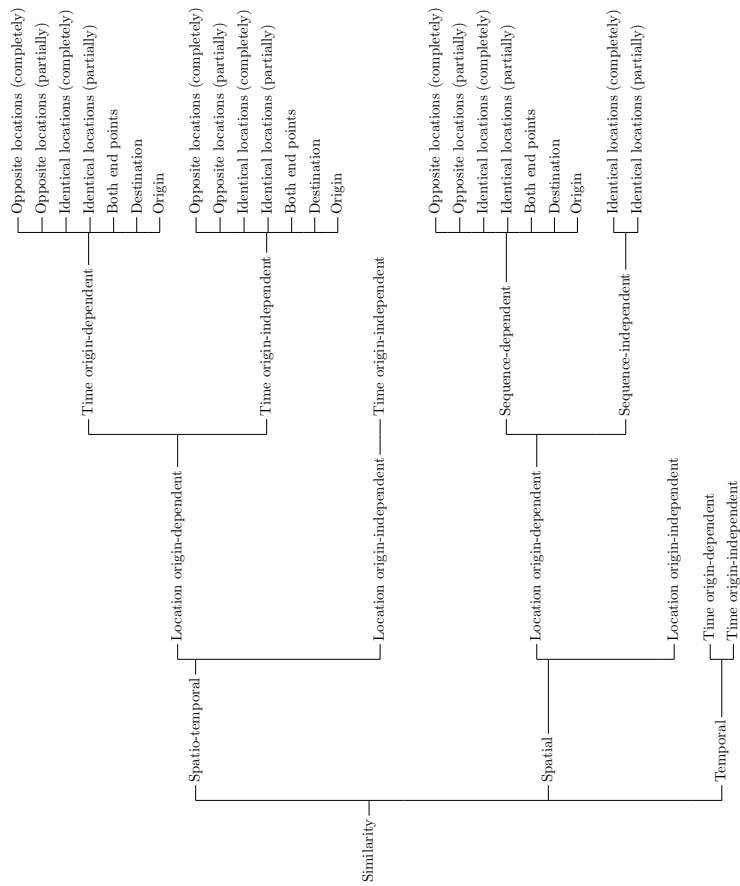 Similarity
Spatio-temporal
Location origin-dependent
Time origin-dependent
Opposite locations (completely)
Opposite locations (partially)
Identical locations (completely)
Identical locations (partially)
Both end points
Destination
Origin
Time origin-independent
Opposite locations (completely)
Opposite locations (partially)
Identical locations (completely)
Identical locations (partially)
Both end points
Destination
Origin
Location origin-independent
Time origin-independent
Spatial
Location origin-dependent
Sequence-dependent
Opposite locations (completely)
Opposite locations (partially)
Identical locations (completely)
Identical locations (partially)
Both end points
Destination
Origin
Sequence-independent
Identical locations (completely)
Identical locations (partially)
Location origin-independent
Temporal
Time origin-dependent
Time origin-independent